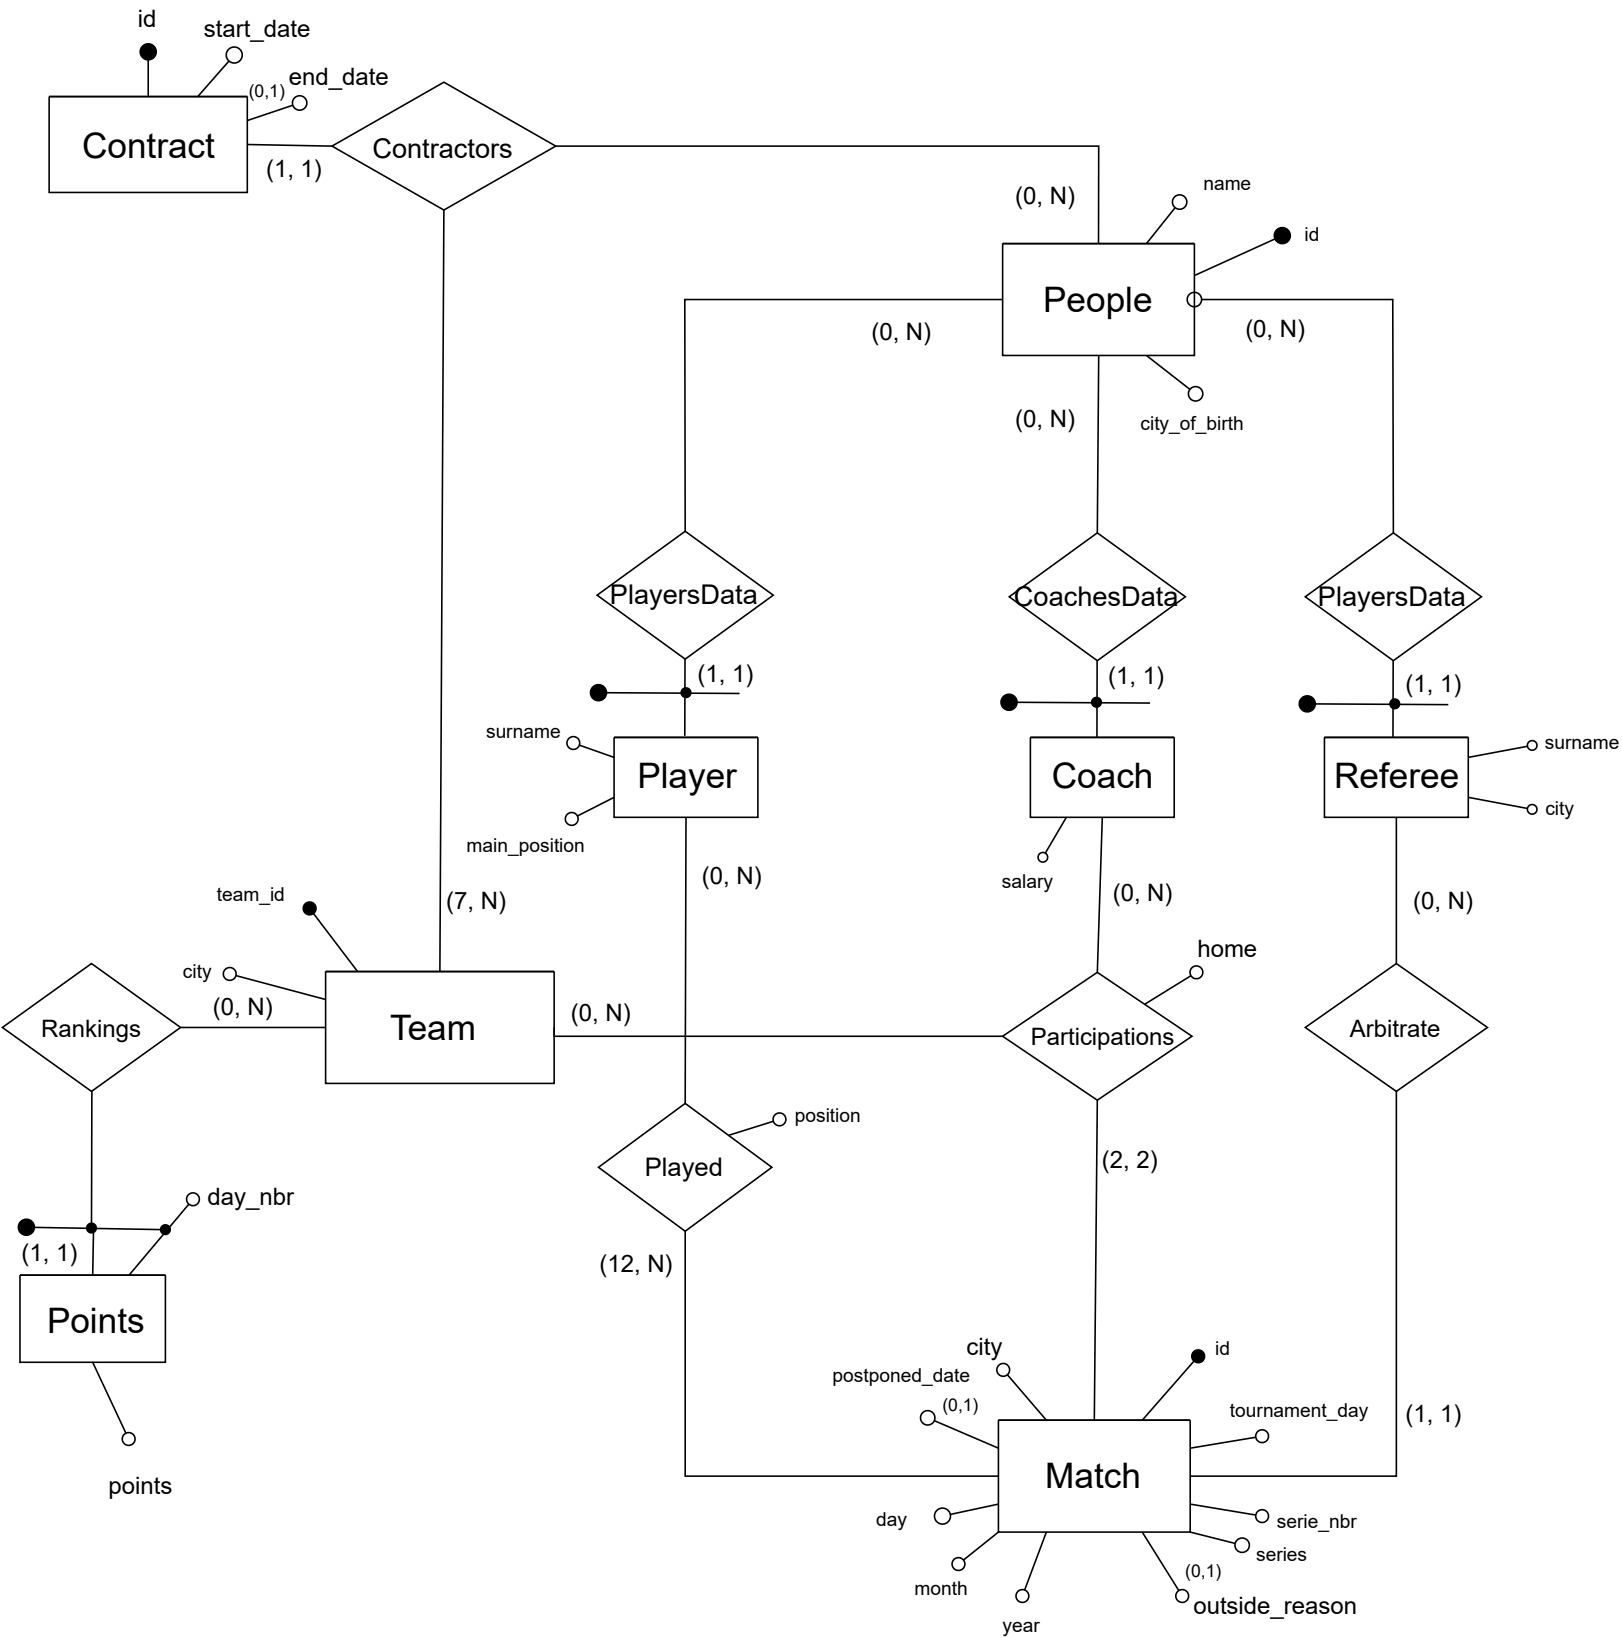 id
start_date
end_date
(0,1)
Contract
(1, 1)
Contractors
(0, N)
name
id
People
(0, N)
(0, N)
(0, N)
city_of_birth
PlayersData
CoachesData
PlayersData
(1, 1)
(1, 1)
(1, 1)
surname
Player
main_position
Coach
salary
Referee
surname
city
(0, N)
(0, N)
(0, N)
team_id
(7, N)
city
(0, N)
Rankings
Team
(0, N)
home
Participations
Arbitrate
position
Played
(2, 2)
day_nbr
(1, 1)
(12, N)
Points
points
city
id
postponed_date
(0,1)
tournament_day
(1, 1)
Match
day
serie_nbr
month
series
(0,1)
year
outside_reason